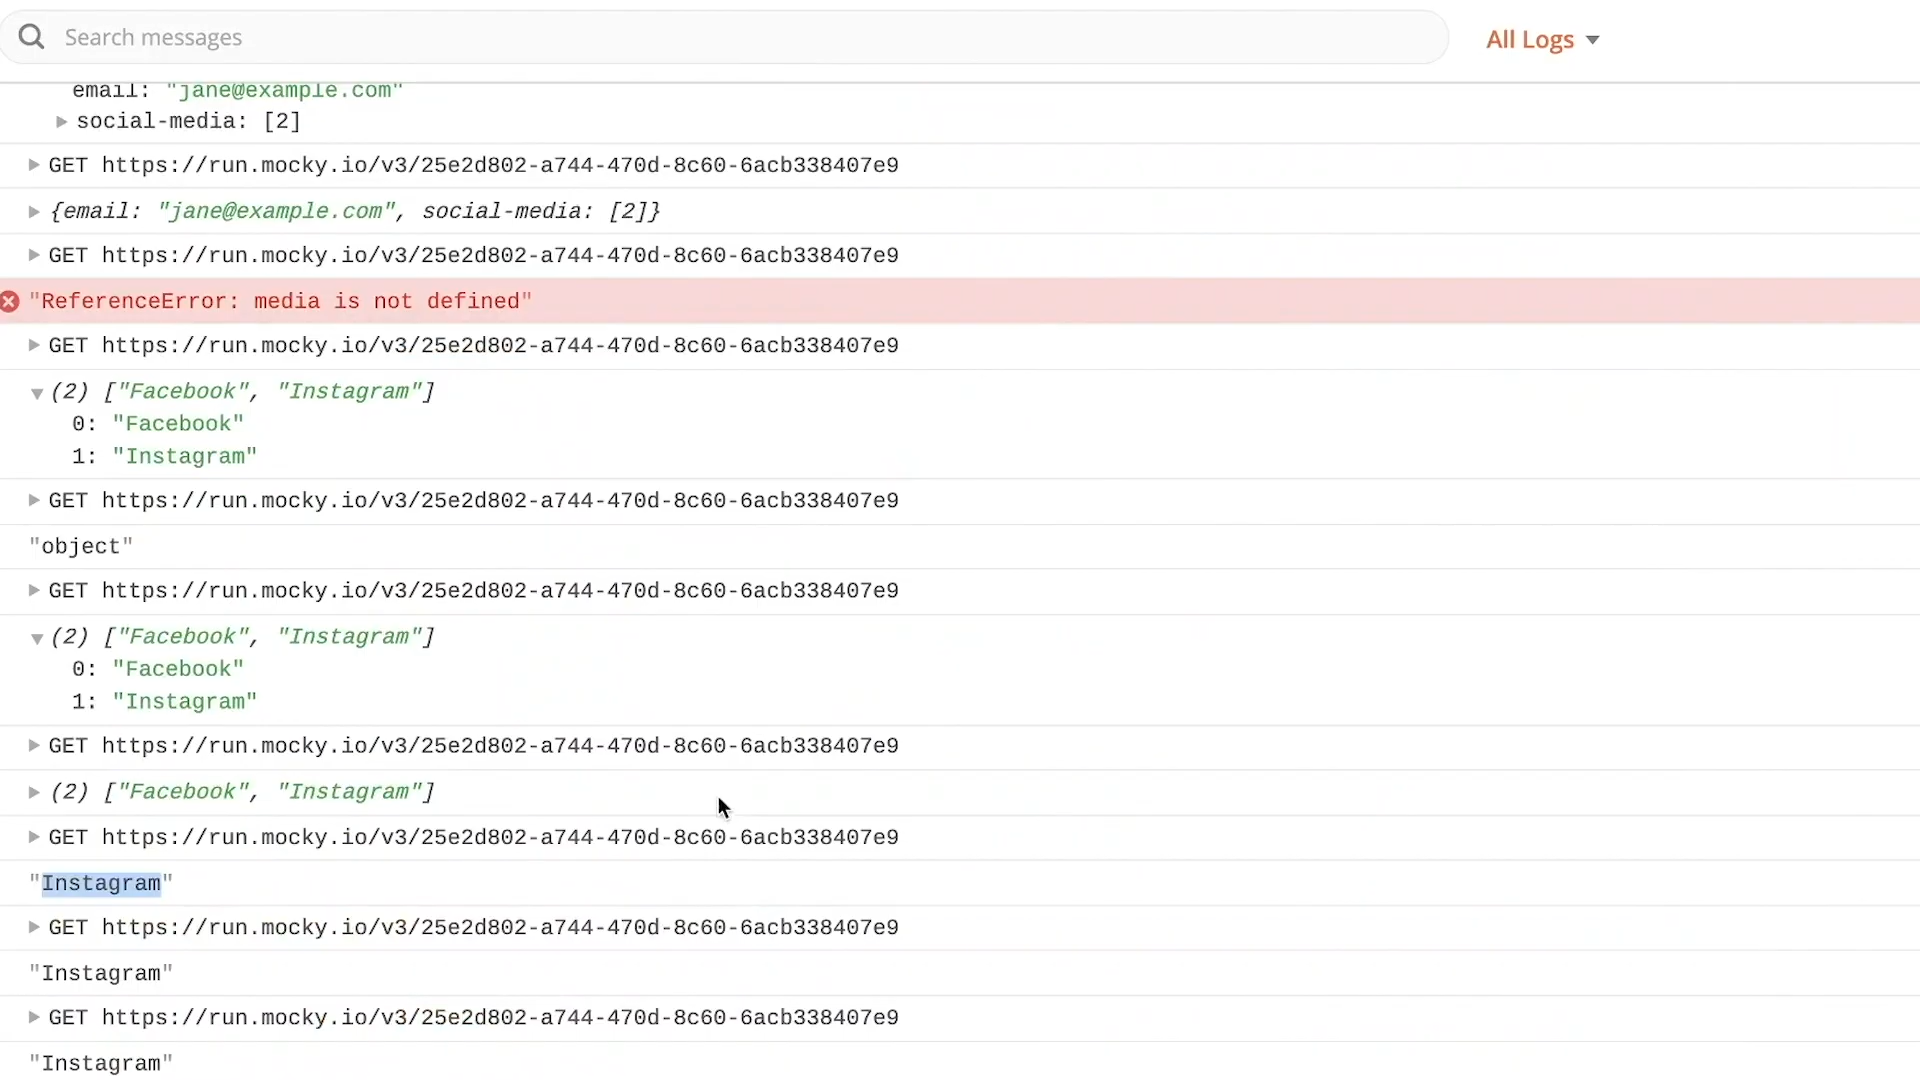 Search messages
All Logs
email: "jane@example.com"
social-media: [2]
GET https://run.mocky.io/v3/25e2d802-a744-470d-8c60-6acb338407e9
{email: "jane@example.com", social-media: [2]}
GET https://run.mocky.io/v3/25e2d802-a744-470d-8c60-6acb338407e9
"ReferenceError: media is not defined"
GET https://run.mocky.io/v3/25e2d802-a744-470d-8c60-6acb338407e9
(2) ["Facebook", "Instagram"]
0: "Facebook"
1: "Instagram"
GET https://run.mocky.io/v3/25e2d802-a744-470d-8c60-6acb338407e9
"object"
GET https://run.mocky.io/v3/25e2d802-a744-470d-8c60-6acb338407e9
(2) ["Facebook", "Instagram"]
0: "Facebook"
1: "Instagram"
GET https://run.mocky.io/v3/25e2d802-a744-470d-8c60-6acb338407e9
(2) ["Facebook", "Instagram"]
GET https://run.mocky.io/v3/25e2d802-a744-470d-8c60-6acb338407e9
"Instagram"
GET https://run.mocky.io/v3/25e2d802-a744-470d-8c60-6acb338407e9
"Instagram"
GET https://run.mocky.io/v3/25e2d802-a744-470d-8c60-6acb338407e9
"Instagram"